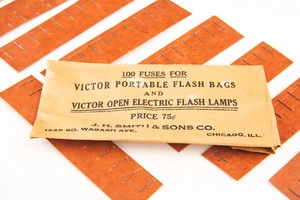 100 FUSES FOR
VICTOR PORTABLE FLASH BAGS
AND
VICTOR OPEN ELECTRIC FLASH LAMPS
PRICE 75¢
J. H. SMITH & SONS CO.
CHICAGO, ILL.